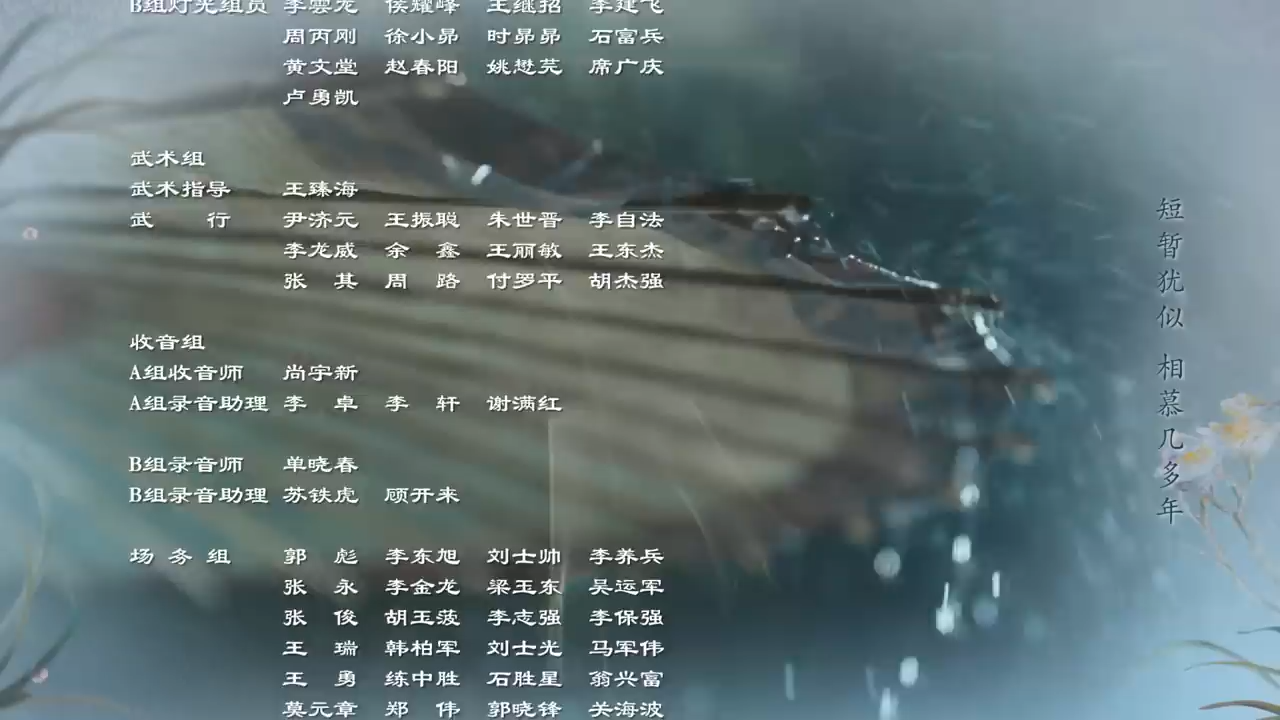 B组灯光组员 李雲龙 侯耀峰 王继招 李建飞
周丙刚 徐小昴 时昴昴 石富兵
黄文堂 赵春阳 姚懋芫 席广庆
卢勇凯
武术组
武术指导 王臻海
武 行 尹济元 王振聪 朱世晋 李自法
李龙威 余 鑫 王丽敏 王东杰
张 其 周 路 付罗平 胡杰强
收音组
A组收音师 尚宇新
A组录音助理 李 卓 李 轩 谢满红
B组录音师 单晓春
B组录音助理 苏铁虎 顾开来
场 务 组 郭 彪 李东旭 刘士帅 李养兵
张 永 李金龙 梁玉东 吴运军
张 俊 胡玉菠 李志强 李保强
王 瑞 韩柏军 刘士光 马军伟
王 勇 练中胜 石胜星 翁兴富
莫元章 郑 伟 郭晓锋 关海波
短暂犹似 相慕几多年